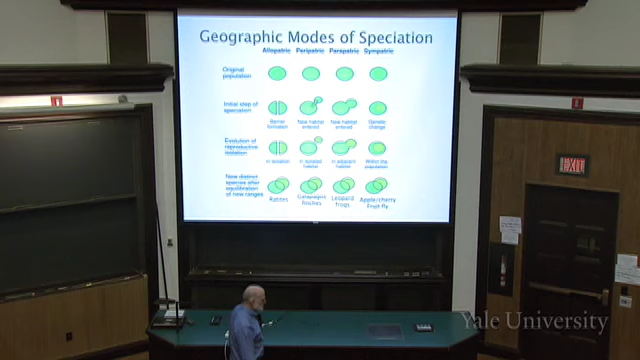 Geographic Modes of Speciation
Allopatric Peripatric Parapatric Sympatric
Original
population
Initial step of
speciation
Barrier
formation
New habitat
entered
New habitat
entered
Genetic
change
Evolution of
reproductive
isolation
In isolation
In isolated
habitat
In adjacent
habitat
Within the
population
New distinct
species after
equilibration
of new ranges
Ratites
Galapagos
finches
Leopard
frogs
Apple/cherry
Fruit fly
EXIT
Yale University